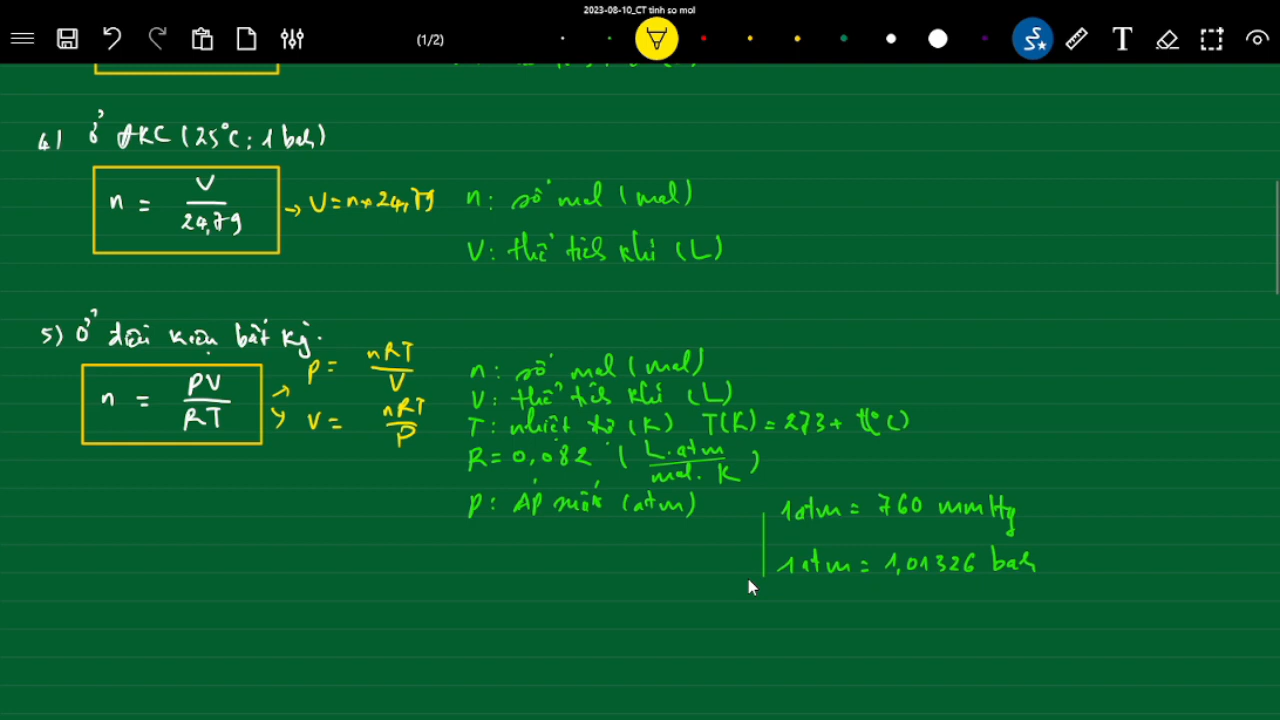 2023-08-10_CT tinh so mol
(1/2)
4) Ở ĐKC (25°C; 1 bar)
n = V / 24,79 → V = n * 24,79
n: số mol (mol)
V: thể tích khí (L)
5) Ở điều kiện bất kỳ.
n = PV / RT
P = nRT / V
V = nRT / P
n: số mol (mol)
V: thể tích khí (L)
T: nhiệt độ (K) T(K) = 273 + t(°C)
R = 0,082 (L.atm / mol.K)
P: Áp suất (atm)
1 atm = 760 mmHg
1 atm = 1,01326 bar